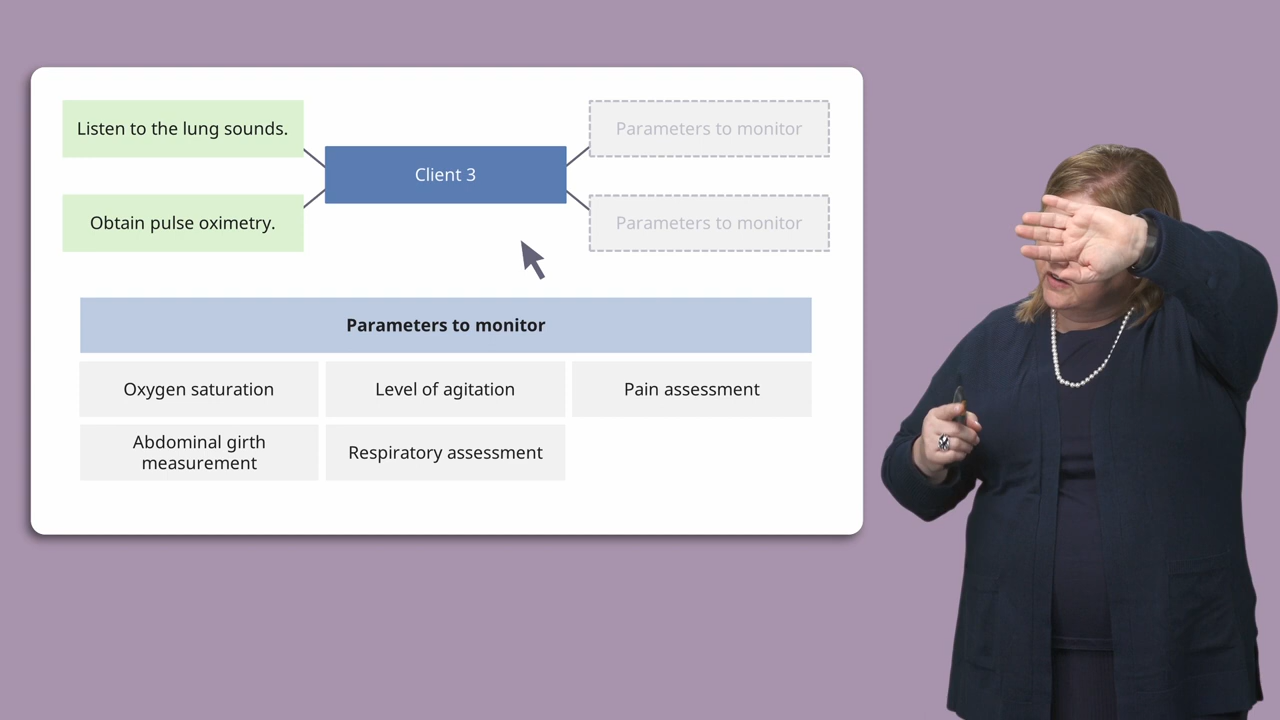 Listen to the lung sounds.
Obtain pulse oximetry.
Client 3
Parameters to monitor
Parameters to monitor
Parameters to monitor
Oxygen saturation
Level of agitation
Pain assessment
Abdominal girth
measurement
Respiratory assessment